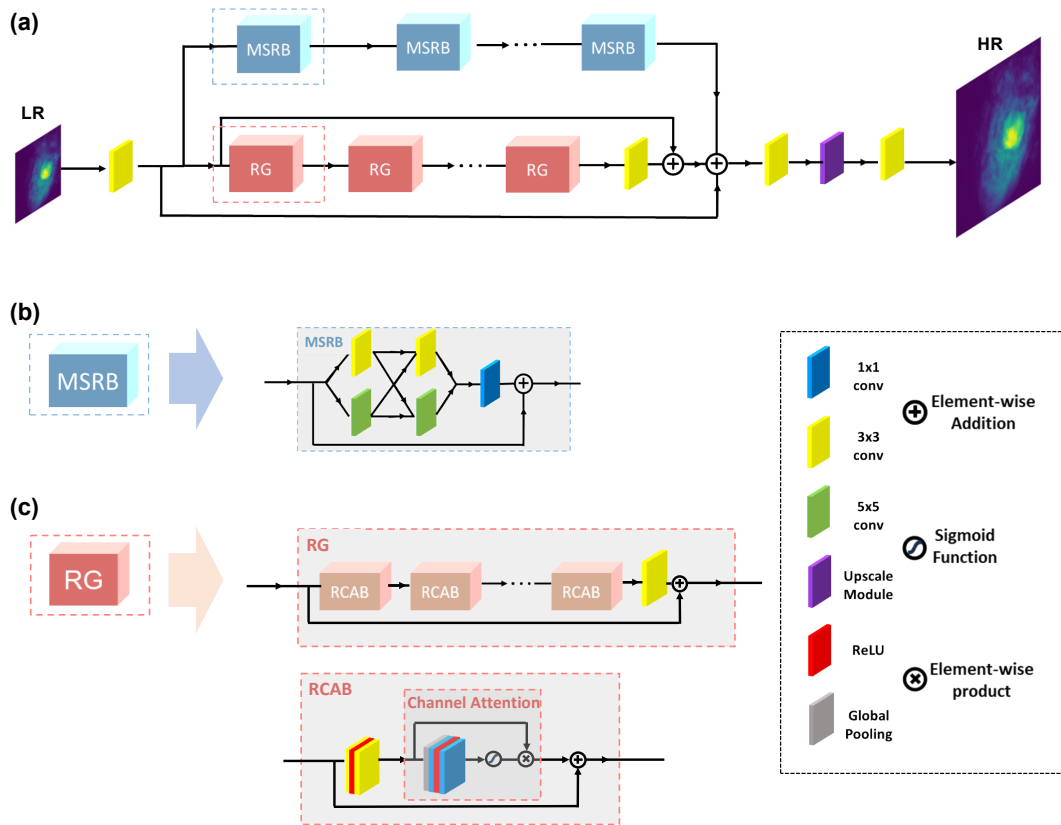 (a)
MSRB
MSRB
MSRB
HR
LR
RG
RG
RG
(b)
MSRB
MSRB
(c)
RG
RG
RCAB
RCAB
RCAB
RCAB
Channel Attention
1x1
conv
Element-wise
Addition
3x3
conv
5x5
conv
Sigmoid
Function
Upscale
Module
ReLU
Element-wise
product
Global
Pooling